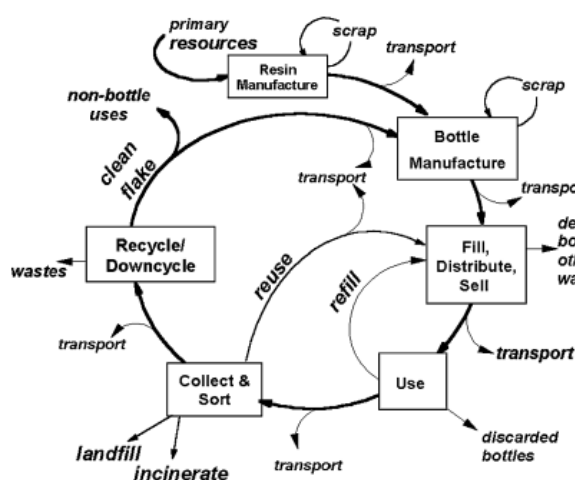 primary
resources
scrap
Resin
Manufacture
transport
scrap
non-bottle
uses
Bottle
Manufacture
clean
flake
transport
Recycle/
Downcycle
wastes
reuse
refill
Fill,
Distribute,
Sell
transport
transport
Collect &
Sort
Use
landfill
incinerate
transport
discarded
bottles